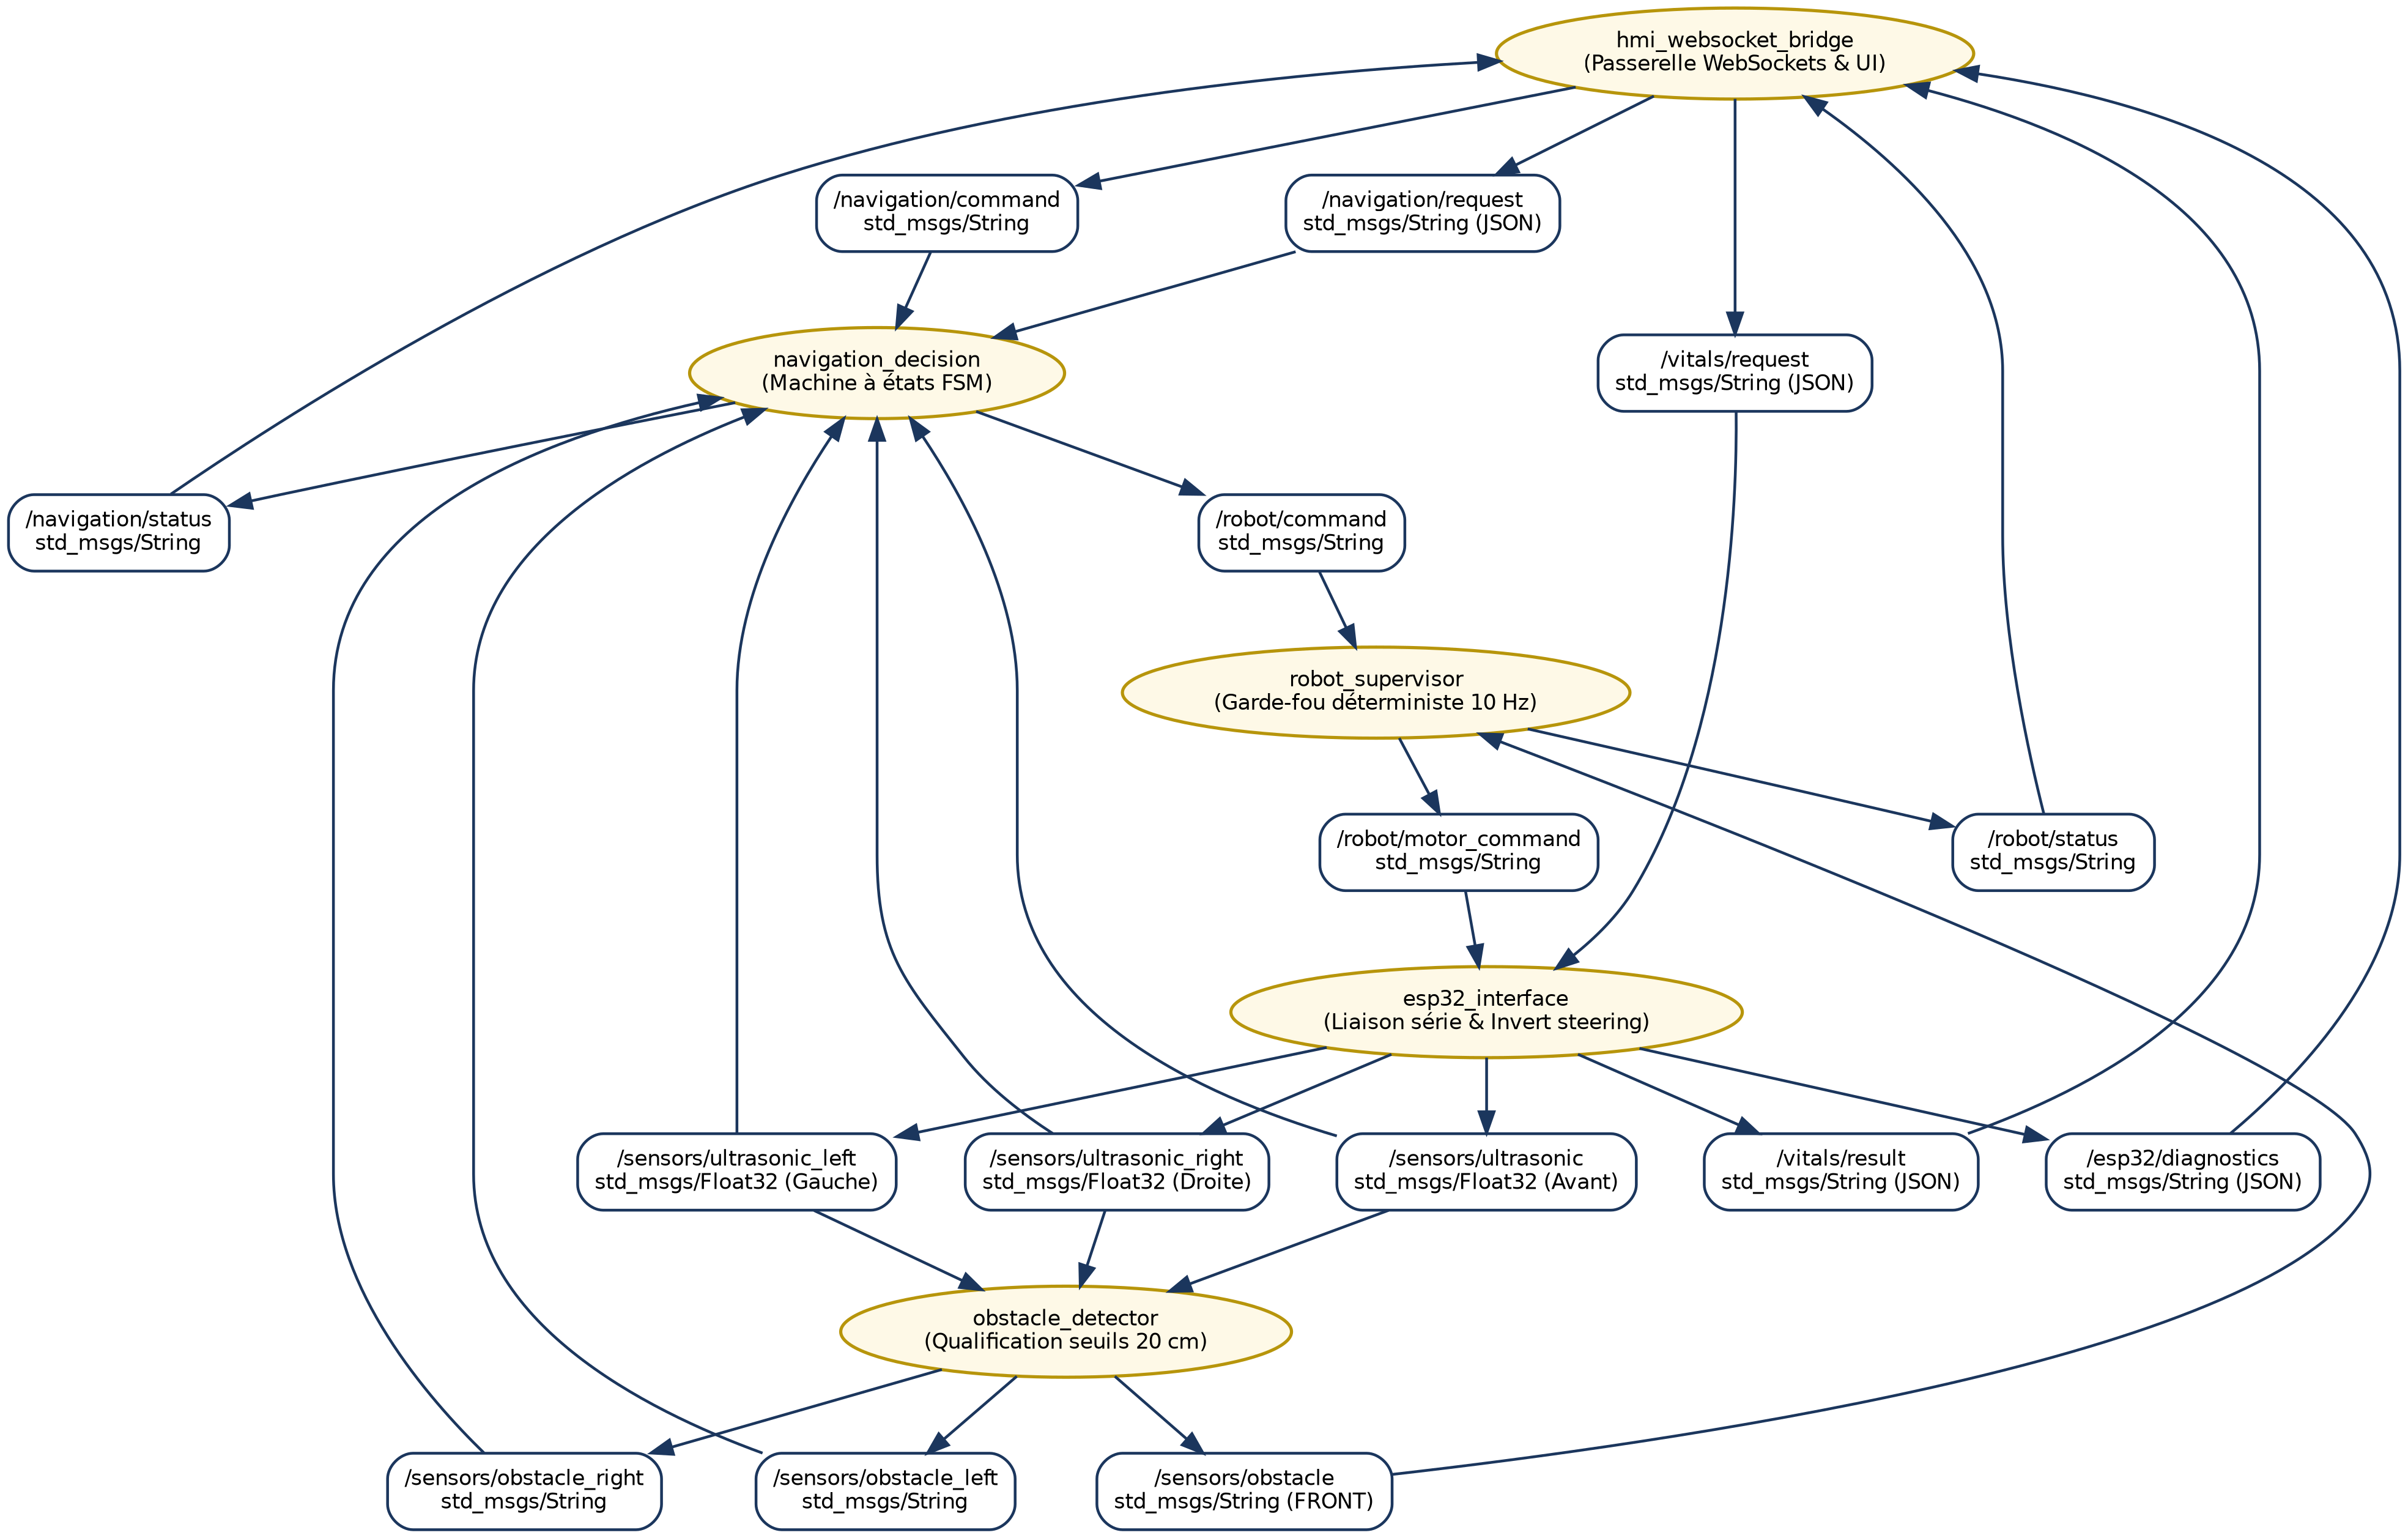 hmi_websocket_bridge
(Passerelle WebSockets & UI)
/navigation/command
std_msgs/String
/navigation/request
std_msgs/String (JSON)
navigation_decision
(Machine à états FSM)
/vitals/request
std_msgs/String (JSON)
/navigation/status
std_msgs/String
/robot/command
std_msgs/String
robot_supervisor
(Garde-fou déterministe 10 Hz)
/robot/motor_command
std_msgs/String
/robot/status
std_msgs/String
esp32_interface
(Liaison série & Invert steering)
/sensors/ultrasonic_left
std_msgs/Float32 (Gauche)
/sensors/ultrasonic_right
std_msgs/Float32 (Droite)
/sensors/ultrasonic
std_msgs/Float32 (Avant)
/vitals/result
std_msgs/String (JSON)
/esp32/diagnostics
std_msgs/String (JSON)
obstacle_detector
(Qualification seuils 20 cm)
/sensors/obstacle_right
std_msgs/String
/sensors/obstacle_left
std_msgs/String
/sensors/obstacle
std_msgs/String (FRONT)